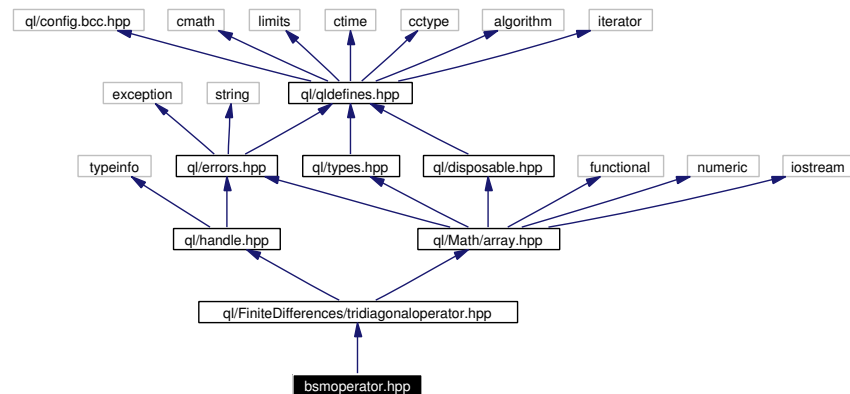 ql/config.bcc.hpp cmath limits ctime cctype algorithm iterator
exception string ql/qldefines.hpp
typeinfo ql/errors.hpp ql/types.hpp ql/disposable.hpp functional numeric iostream
ql/handle.hpp ql/Math/array.hpp
ql/FiniteDifferences/tridiagonaloperator.hpp
bsmoperator.hpp